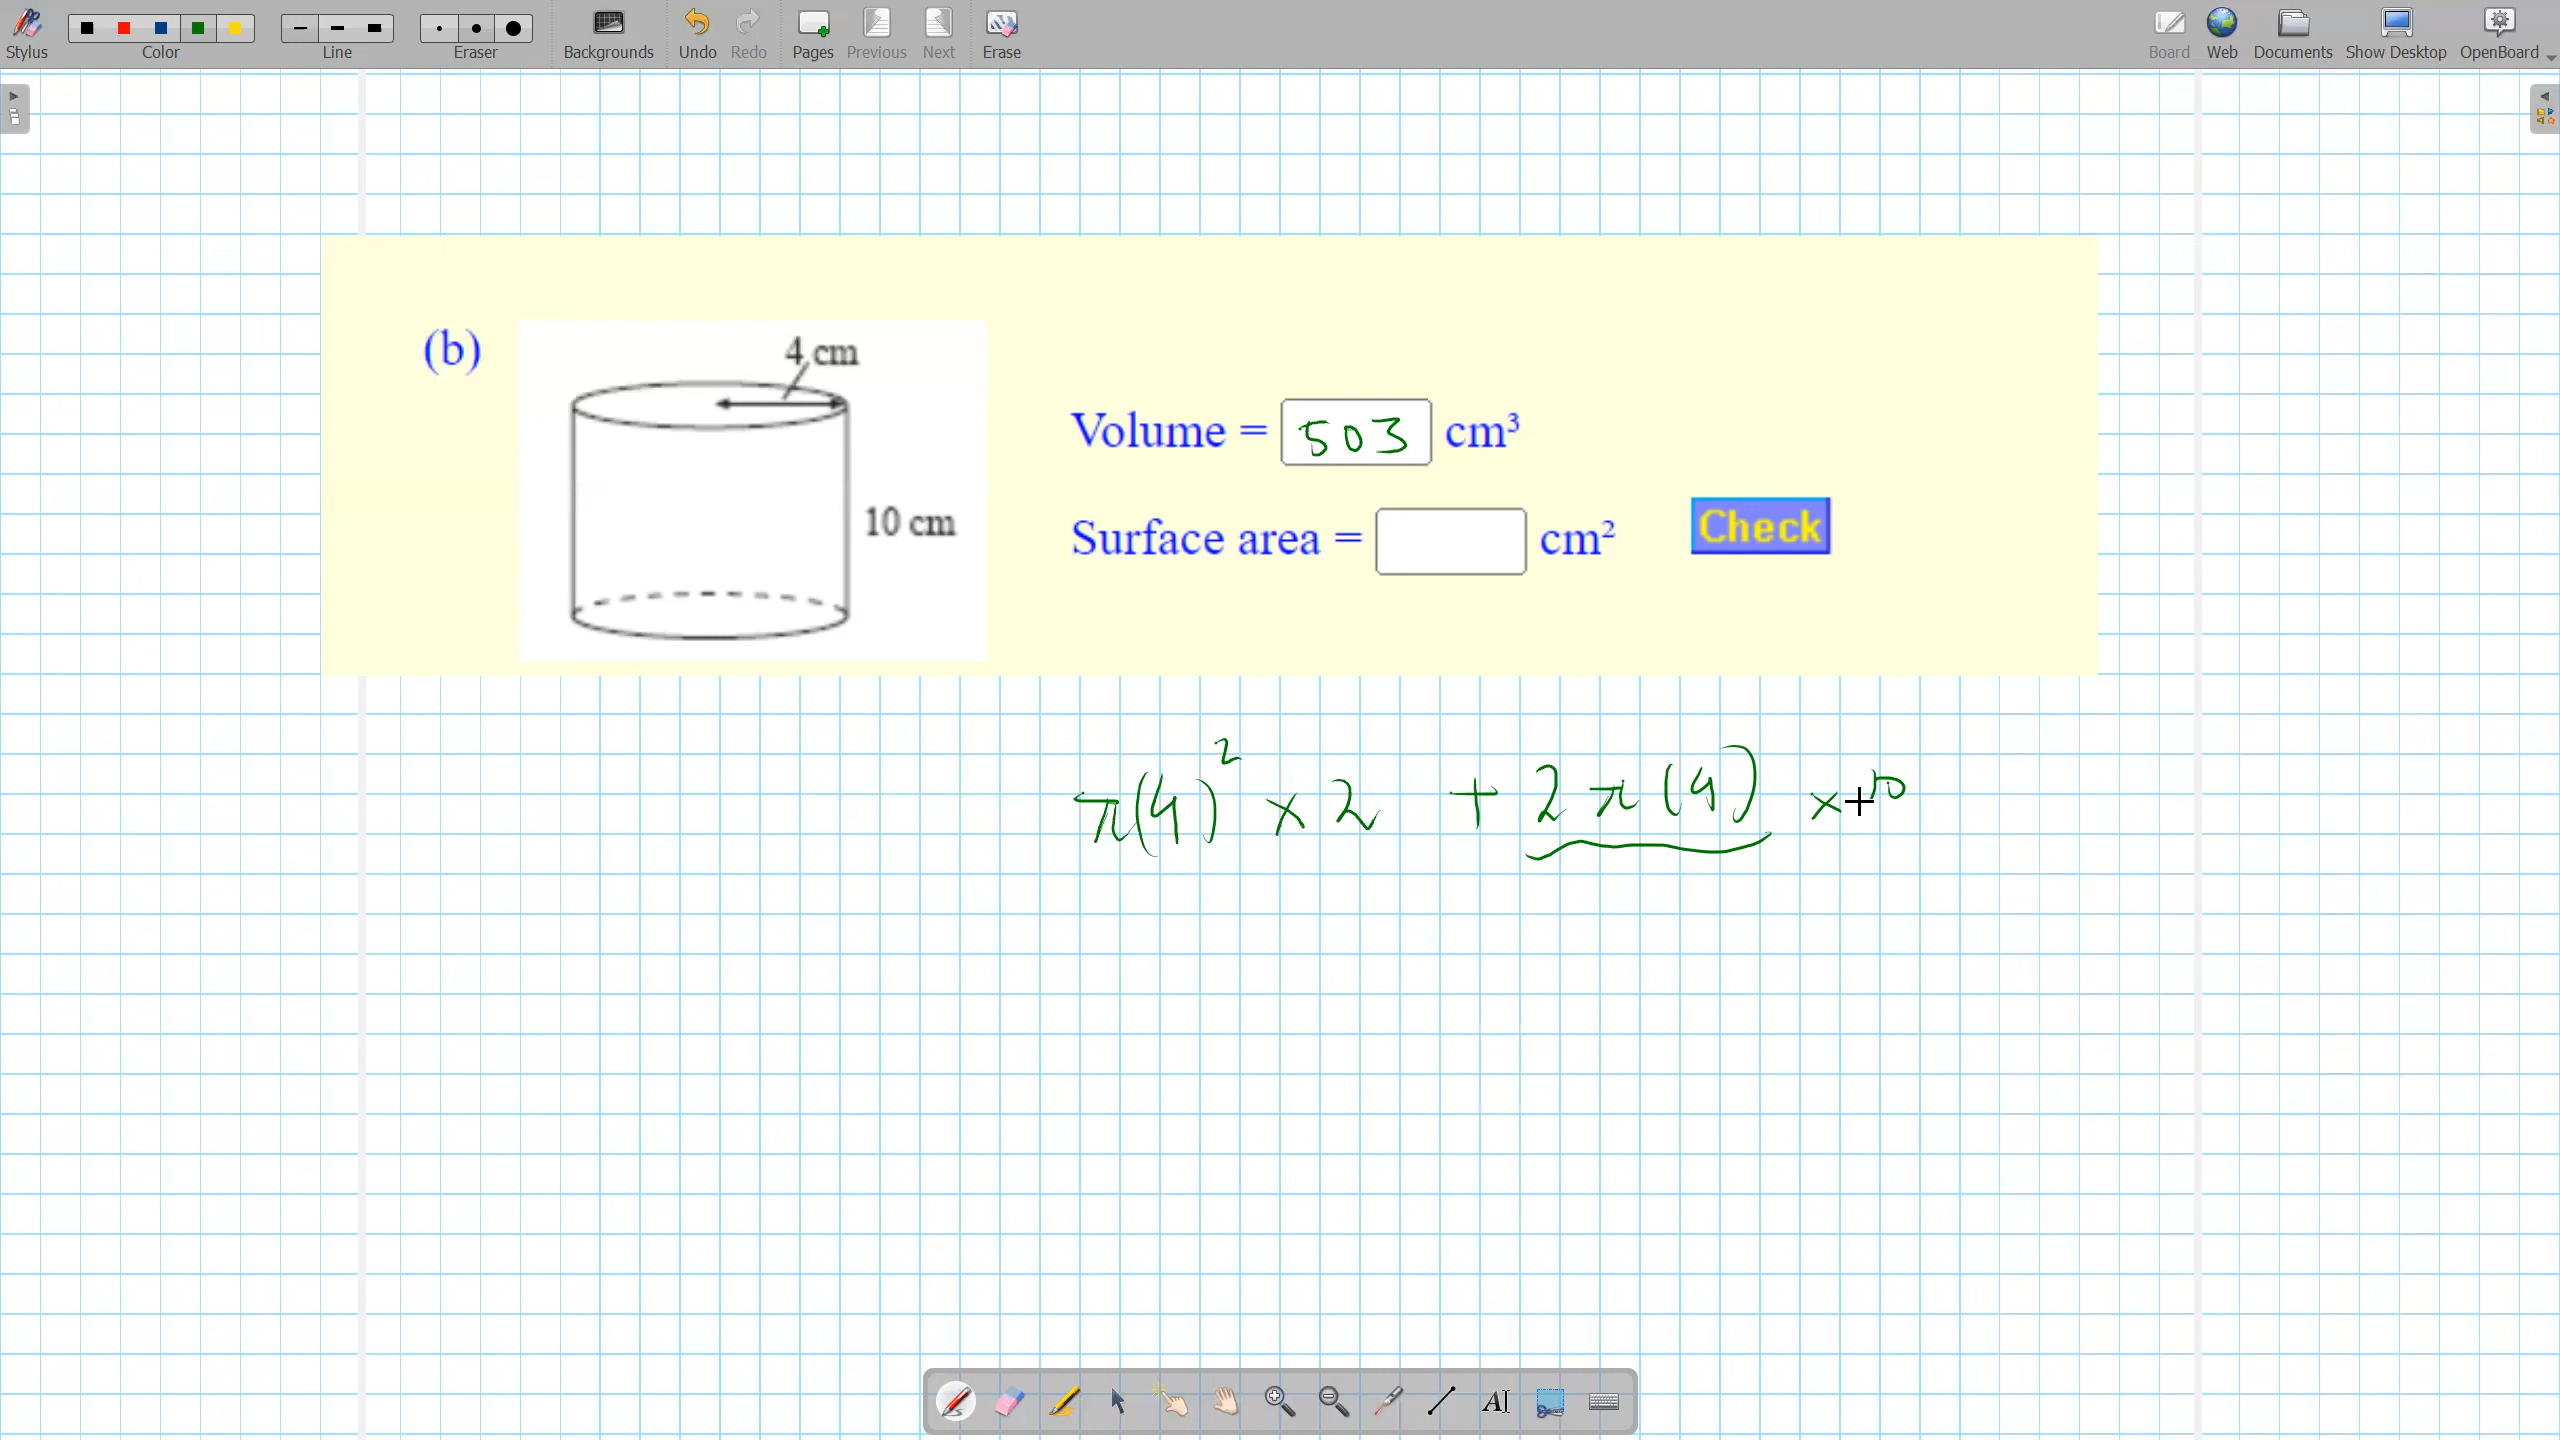 Stylus Color Line Eraser Backgrounds Undo Redo Pages Previous Next Erase Board Web Documents Show Desktop OpenBoard
(b)
4 cm
10 cm
Volume = 503 cm³
Surface area = cm²
Check
π(4)² × 2 + 2π(4) × 10